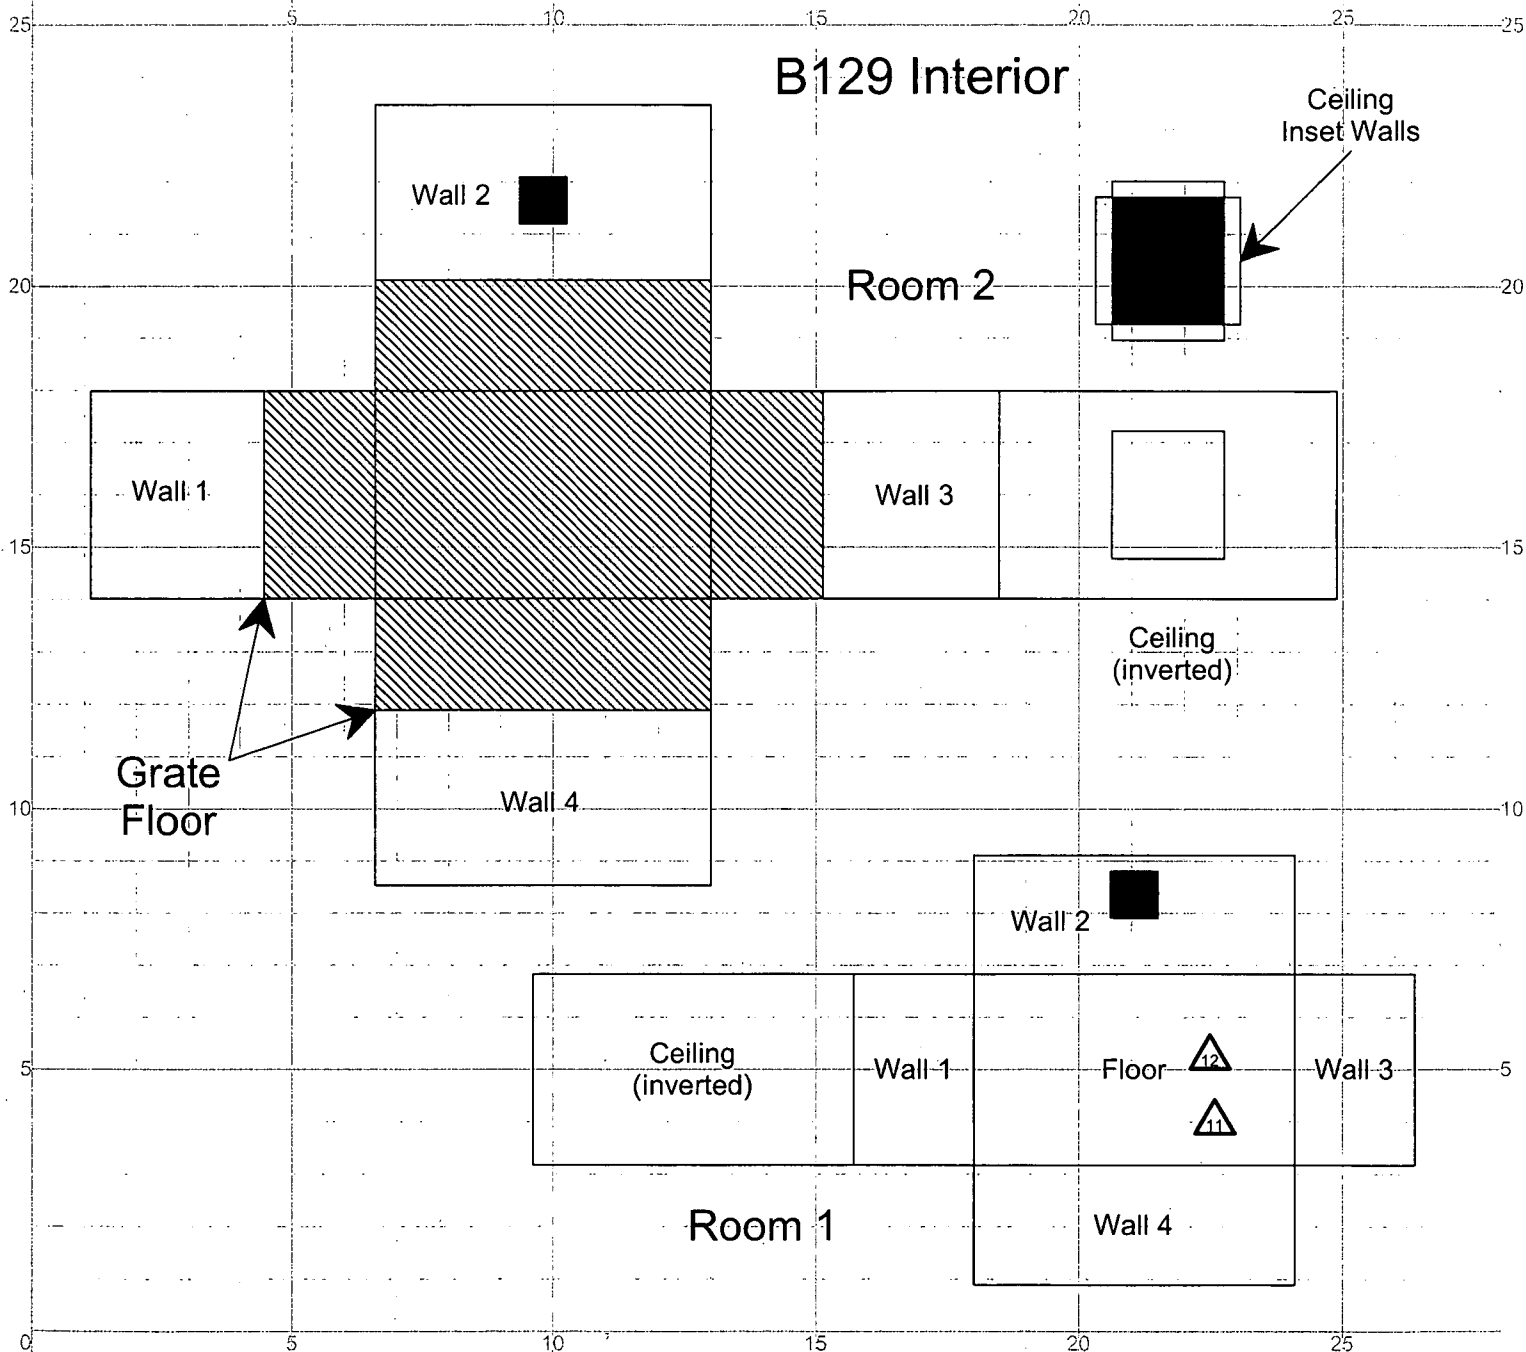 5 10 15 20 25
25 25
B129 Interior
Ceiling
Inset Walls
Wall 2
20 Room 2 20
Wall 1
Wall 3
15 15
Ceiling
(inverted)
Grate
Floor
Wall 4
10 10
Wall 2
Ceiling
(inverted)
Wall 1
Floor
12
Wall 3
5 5
11
Room 1
Wall 4
0 5 10 15 20 25